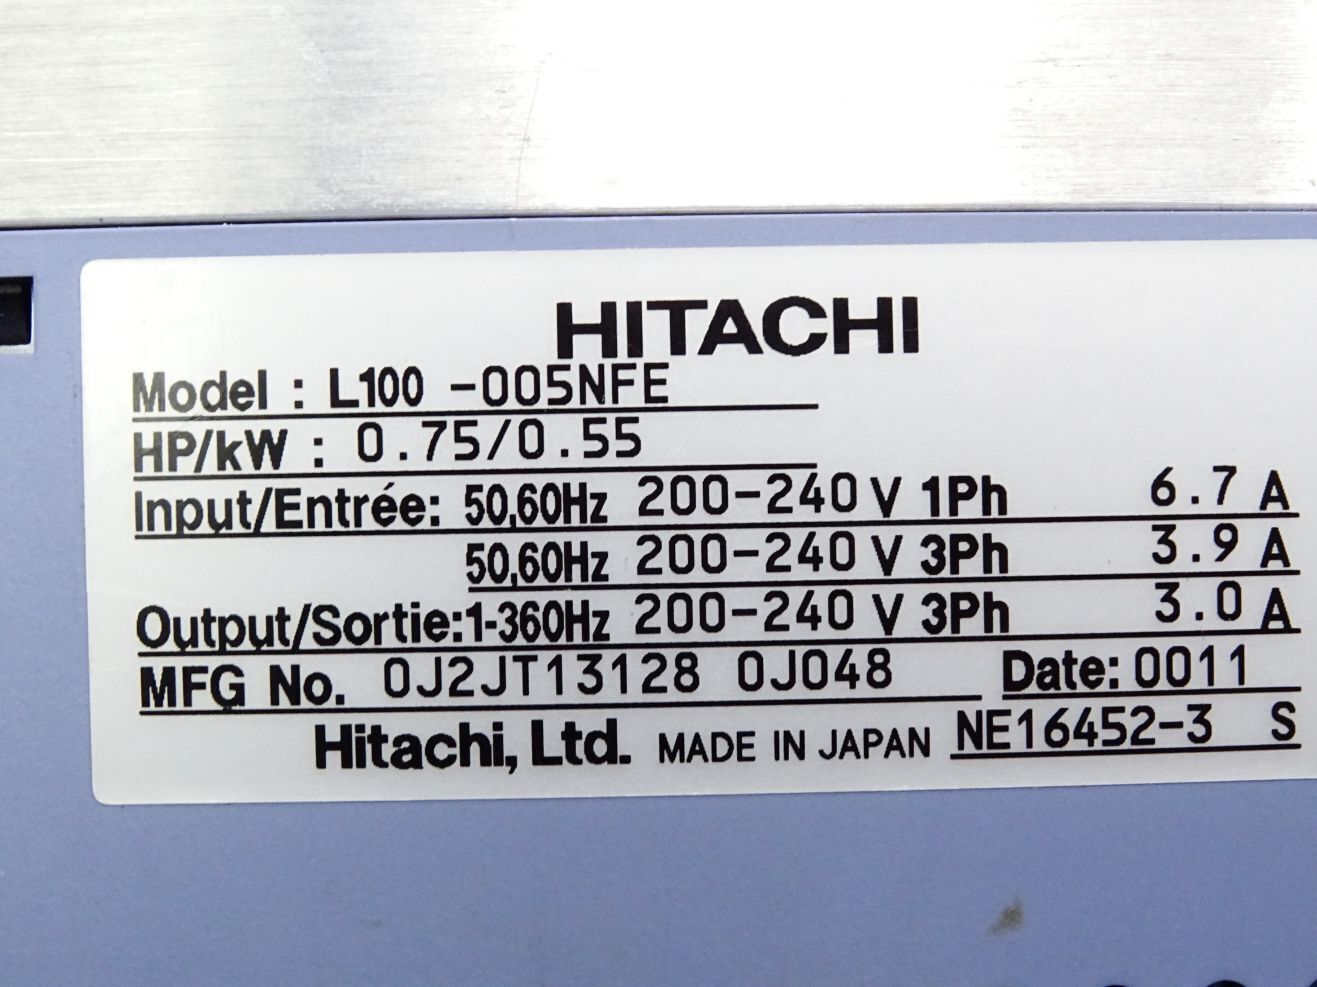 HITACHI
Model : L100 -005NFE
HP/kW : 0.75/0.55
Input/Entrée: 50,60Hz 200-240 V 1Ph 6.7 A
50,60Hz 200-240 V 3Ph 3.9 A
Output/Sortie:1-360Hz 200-240 V 3Ph 3.0 A
MFG No. 0J2JT13128 0J048 Date: 0011
Hitachi, Ltd. MADE IN JAPAN NE16452-3 S